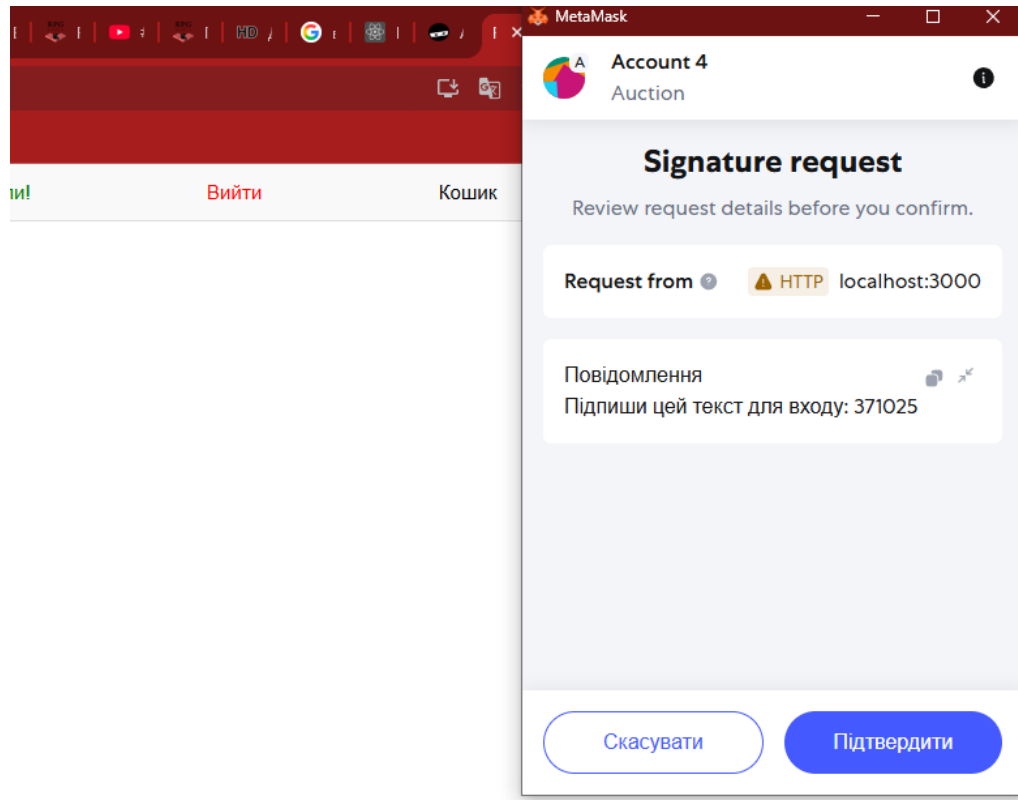 MetaMask
HD
A
Account 4
Auction
ли!
Вийти
Кошик
Signature request
Review request details before you confirm.
Request from
HTTP localhost:3000
Повідомлення
Підпиши цей текст для входу: 371025
Скасувати
Підтвердити